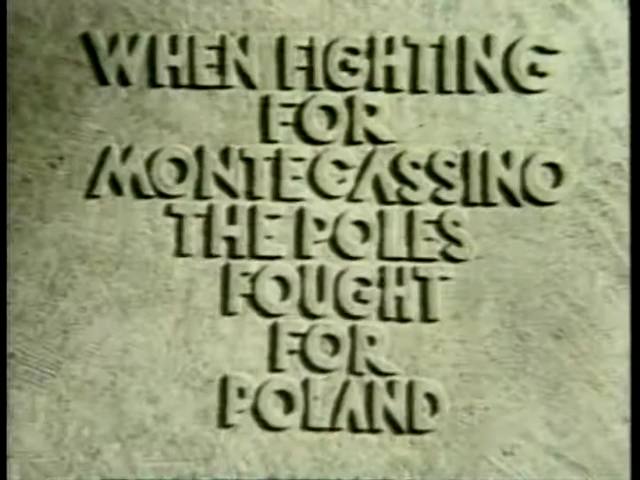 WHEN FIGHTING
FOR
MONTECASSINO
THE POLES
FOUGHT
FOR
POLAND